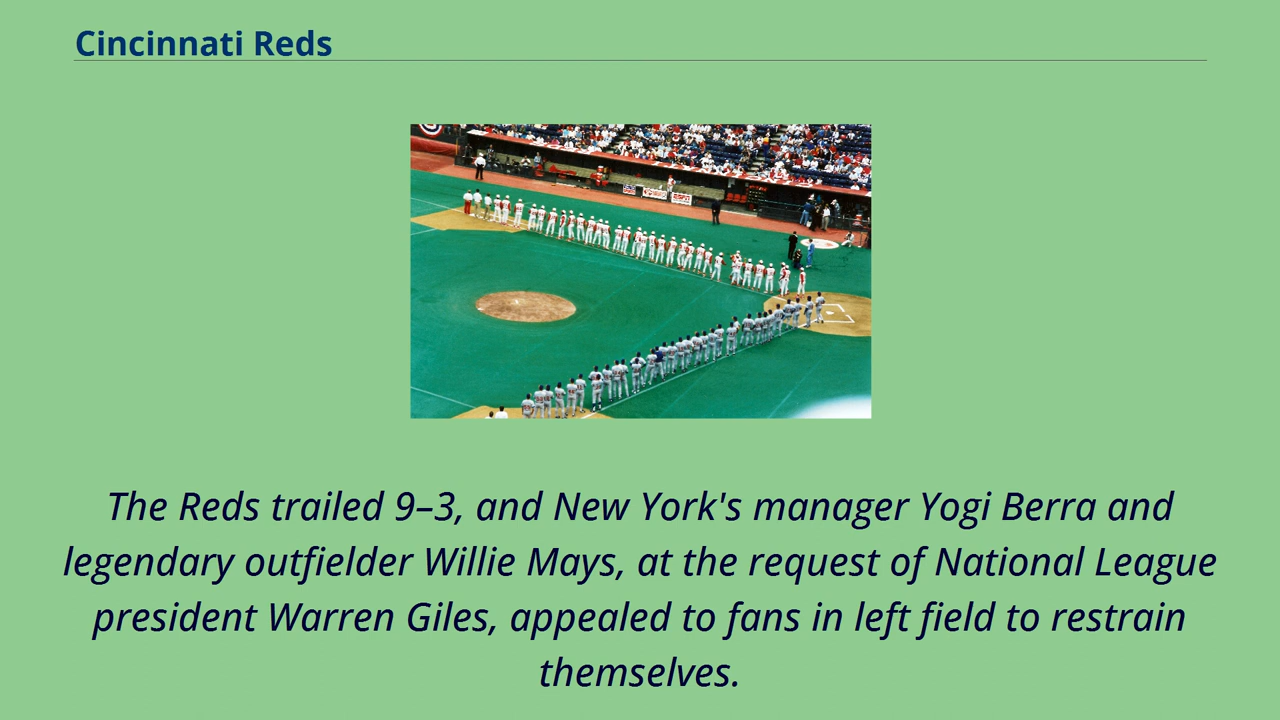 Cincinnati Reds
The Reds trailed 9–3, and New York's manager Yogi Berra and
legendary outfielder Willie Mays, at the request of National League
president Warren Giles, appealed to fans in left field to restrain
themselves.